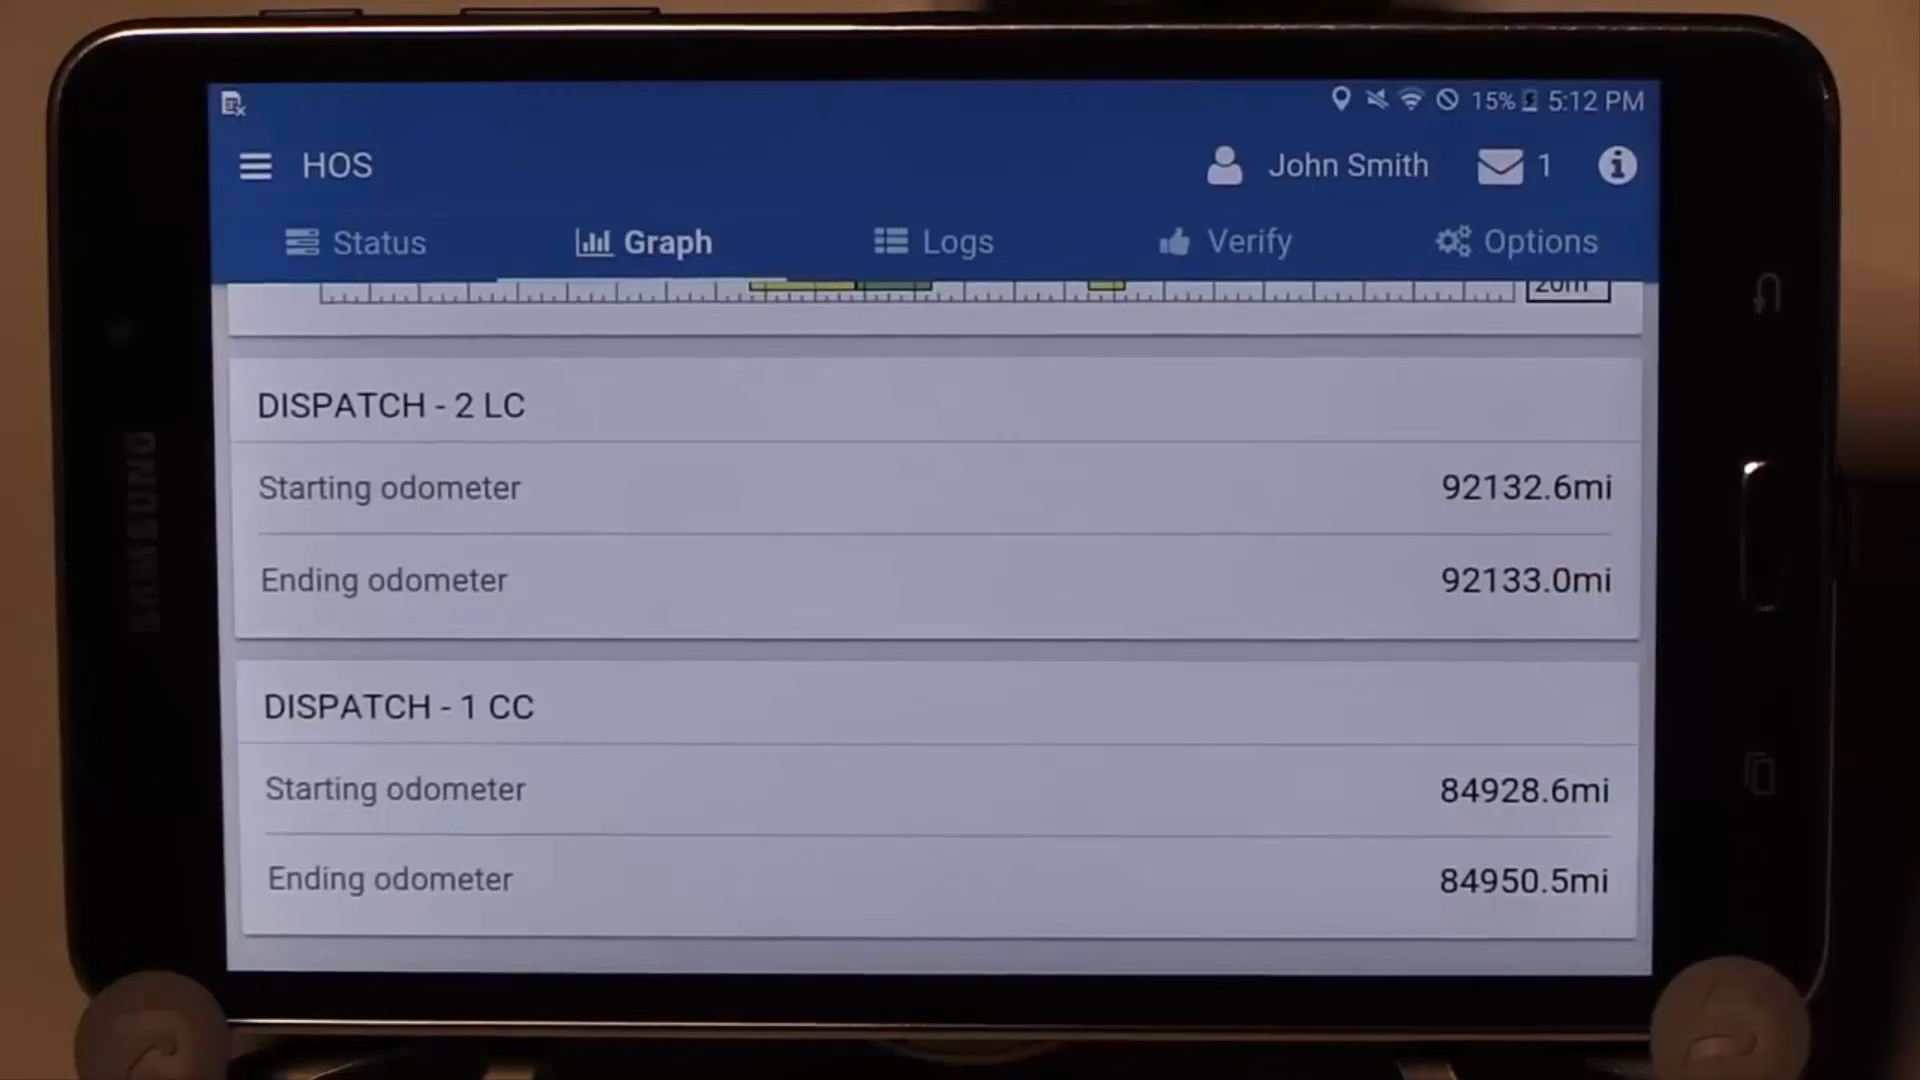 15% 5:12 PM
HOS John Smith 1
Status Graph Logs Verify Options
20m
DISPATCH - 2 LC
Starting odometer 92132.6mi
Ending odometer 92133.0mi
DISPATCH - 1 CC
Starting odometer 84928.6mi
Ending odometer 84950.5mi
SAMSUNG